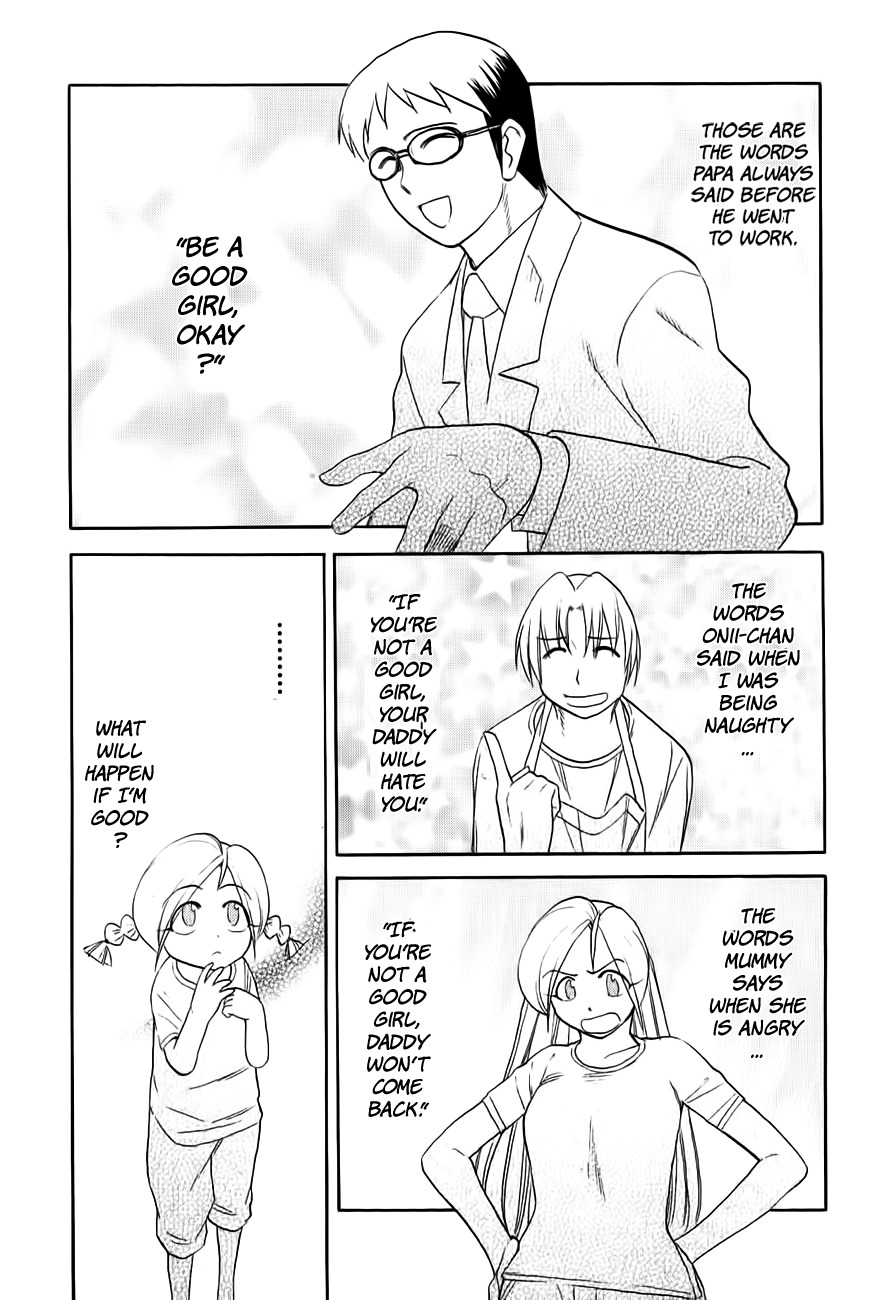 THOSE ARE
THE WORDS
PAPA ALWAYS
SAID BEFORE
HE WENT
TO WORK.
"BE A
GOOD
GIRL,
OKAY
?"
THE
WORDS
ONII-CHAN
SAID WHEN
I WAS
BEING
NAUGHTY
...
"IF
YOU'RE
NOT A
GOOD
GIRL,
YOUR
DADDY
WILL
HATE
YOU."
THE
WORDS
MUMMY
SAYS
WHEN SHE
IS ANGRY
...
"IF
YOU'RE
NOT A
GOOD
GIRL,
DADDY
WON'T
COME
BACK."
.......
WHAT
WILL
HAPPEN
IF I'M
GOOD
?